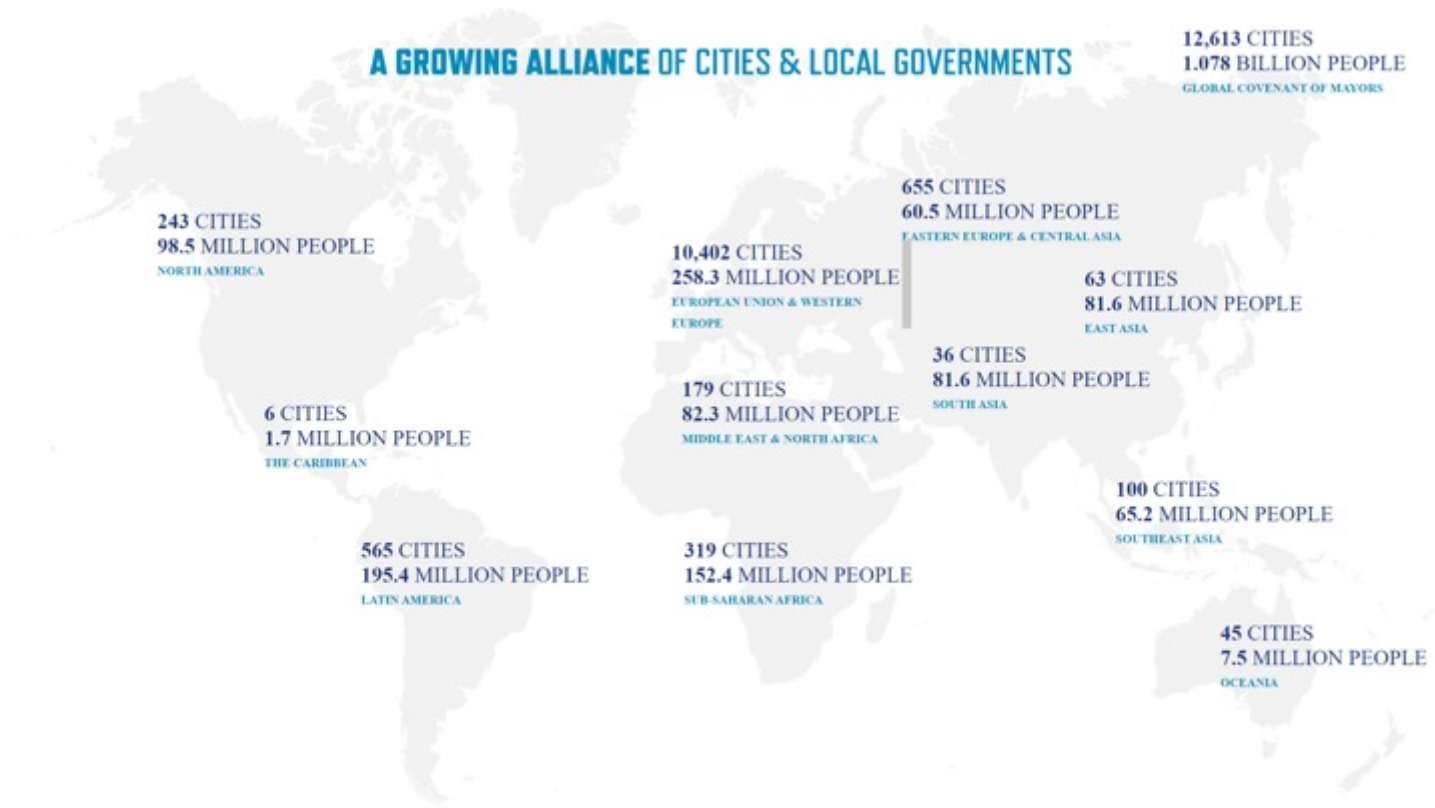 A GROWING ALLIANCE OF CITIES & LOCAL GOVERNMENTS
12,613 CITIES
1.078 BILLION PEOPLE
GLOBAL COVENANT OF MAYORS
655 CITIES
60.5 MILLION PEOPLE
EASTERN EUROPE & CENTRAL ASIA
243 CITIES
98.5 MILLION PEOPLE
NORTH AMERICA
10,402 CITIES
258.3 MILLION PEOPLE
EUROPEAN UNION & WESTERN
EUROPE
63 CITIES
81.6 MILLION PEOPLE
EAST ASIA
36 CITIES
81.6 MILLION PEOPLE
SOUTH ASIA
179 CITIES
82.3 MILLION PEOPLE
MIDDLE EAST & NORTH AFRICA
6 CITIES
1.7 MILLION PEOPLE
THE CARIBBEAN
100 CITIES
65.2 MILLION PEOPLE
SOUTHEAST ASIA
565 CITIES
195.4 MILLION PEOPLE
LATIN AMERICA
319 CITIES
152.4 MILLION PEOPLE
SUB-SAHARAN AFRICA
45 CITIES
7.5 MILLION PEOPLE
OCEANIA